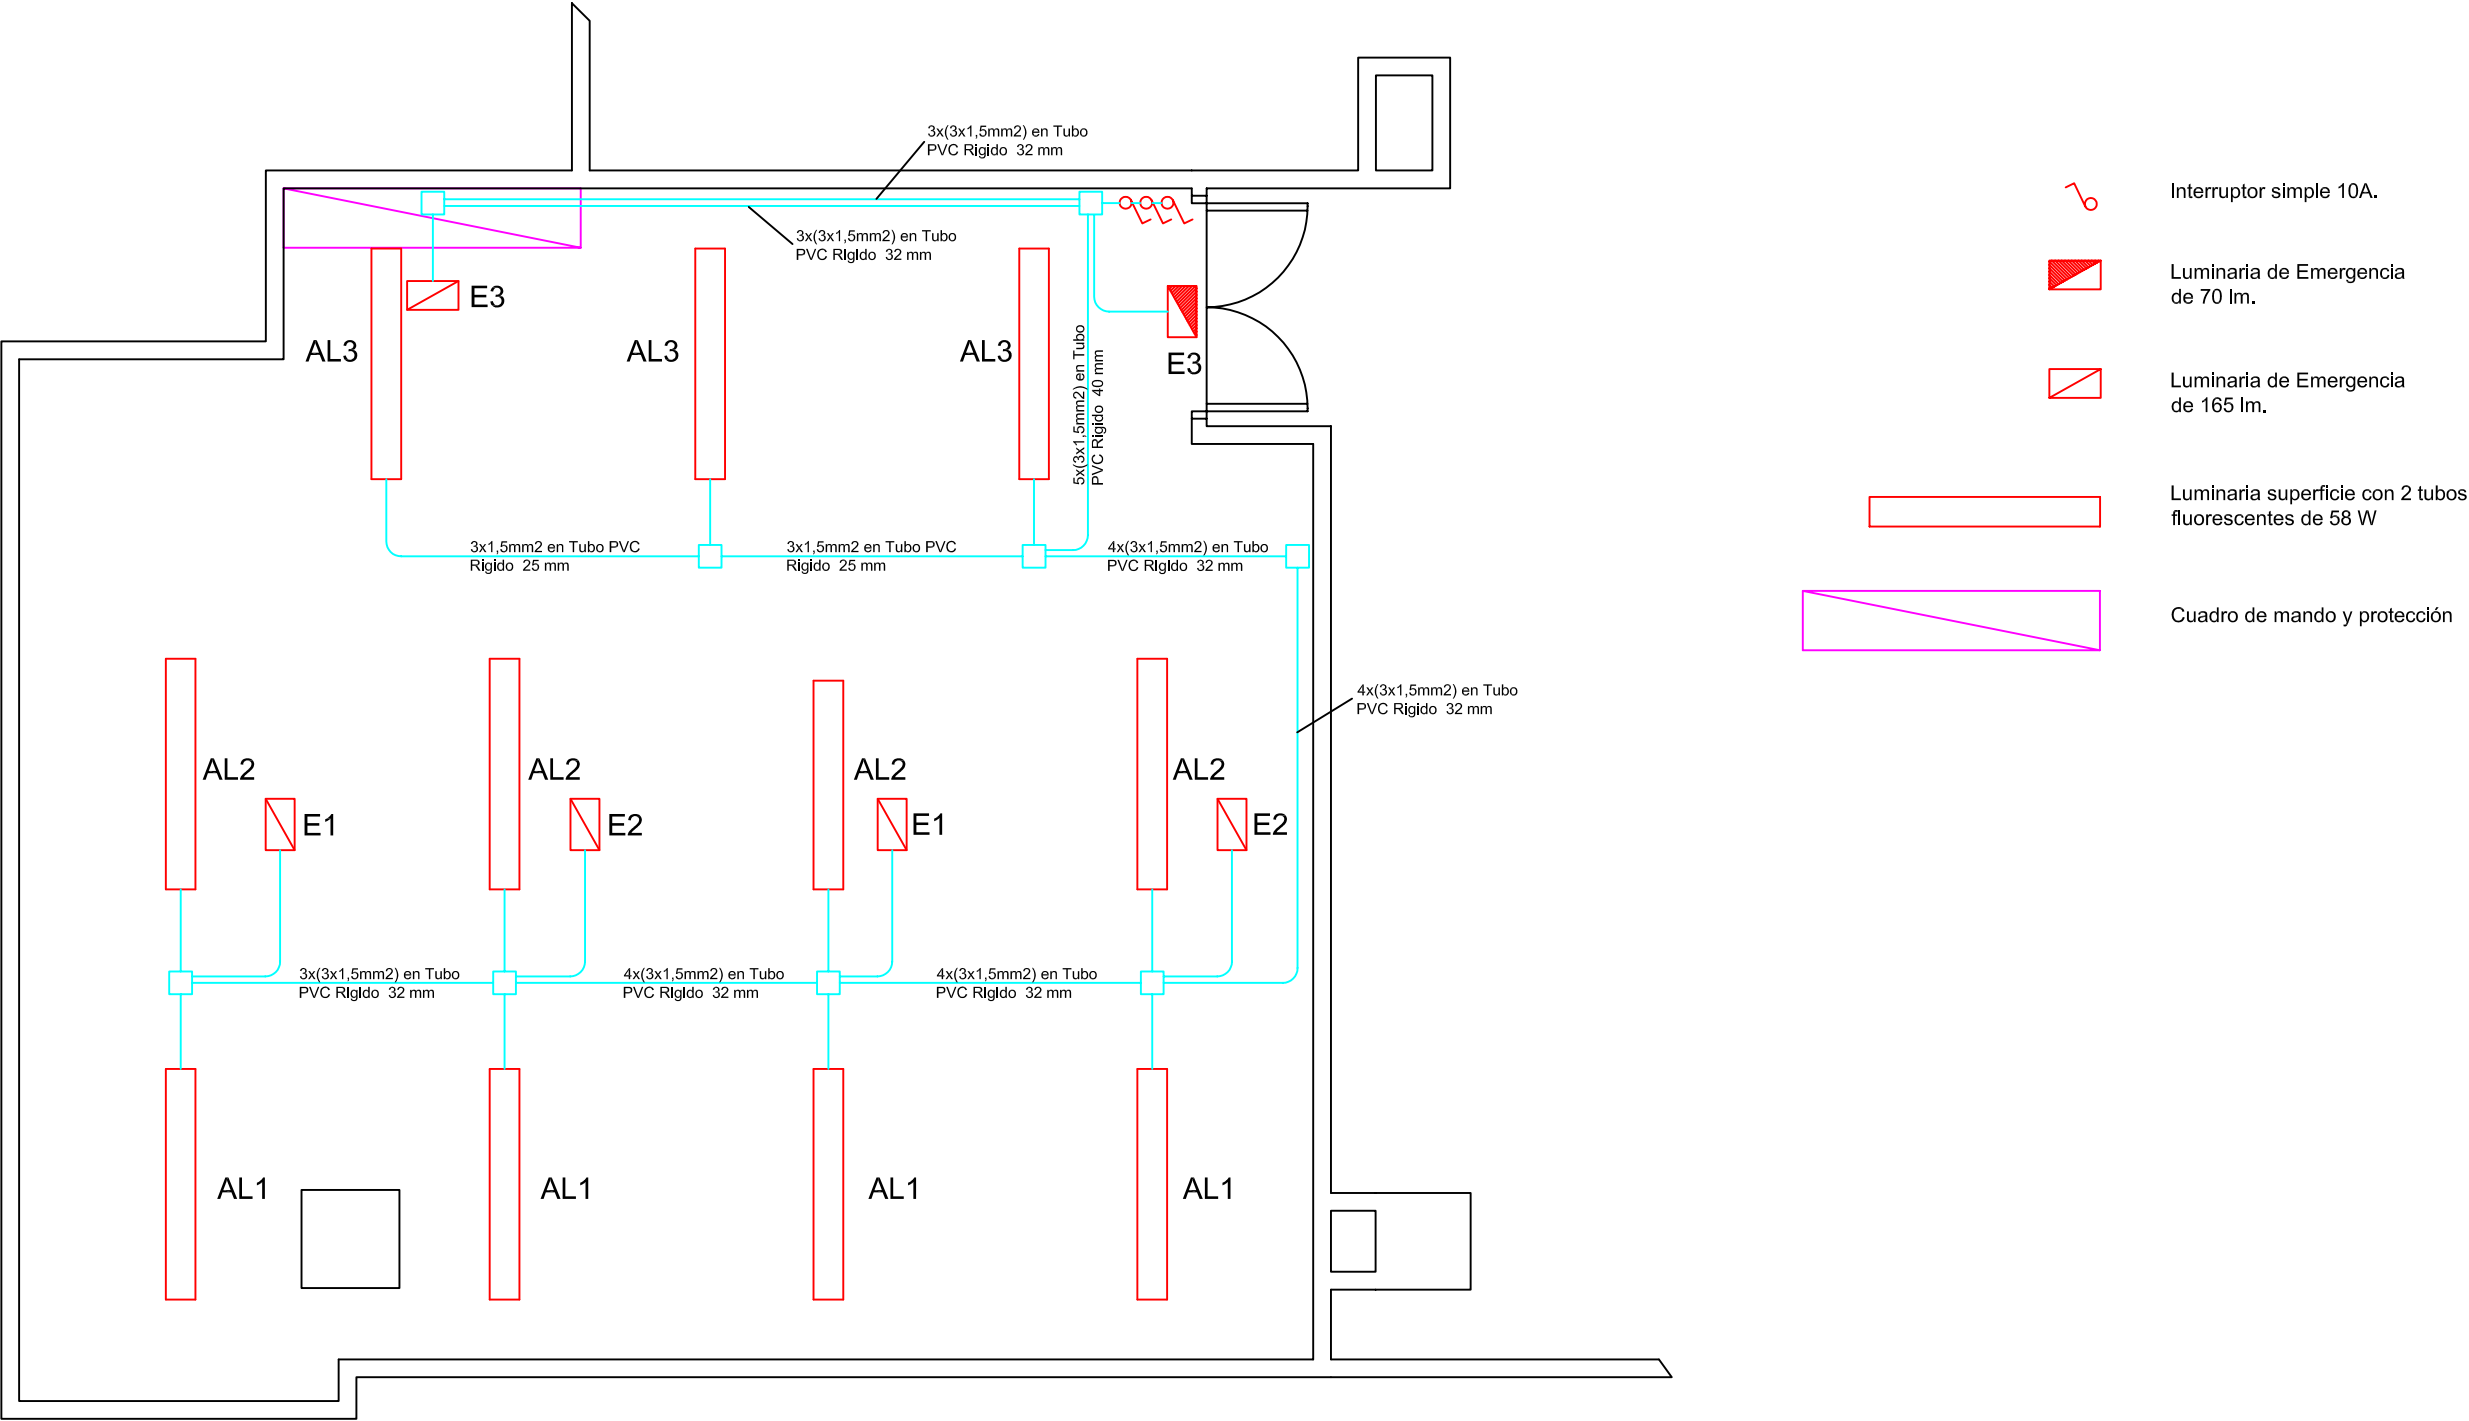 3x(3x1,5mm2) en Tubo
PVC Rigido 32 mm
3x(3x1,5mm2) en Tubo
PVC Rigido 32 mm
E3
AL3
AL3
AL3
E3
5x(3x1,5mm2) en Tubo
PVC Rigido 40 mm
3x1,5mm2 en Tubo PVC
Rigido 25 mm
3x1,5mm2 en Tubo PVC
Rigido 25 mm
4x(3x1,5mm2) en Tubo
PVC Rigido 32 mm
4x(3x1,5mm2) en Tubo
PVC Rigido 32 mm
AL2
AL2
AL2
AL2
E1
E2
E1
E2
3x(3x1,5mm2) en Tubo
PVC Rigido 32 mm
4x(3x1,5mm2) en Tubo
PVC Rigido 32 mm
4x(3x1,5mm2) en Tubo
PVC Rigido 32 mm
AL1
AL1
AL1
AL1
Interruptor simple 10A.
Luminaria de Emergencia
de 70 lm.
Luminaria de Emergencia
de 165 lm.
Luminaria superficie con 2 tubos
fluorescentes de 58 W
Cuadro de mando y protección